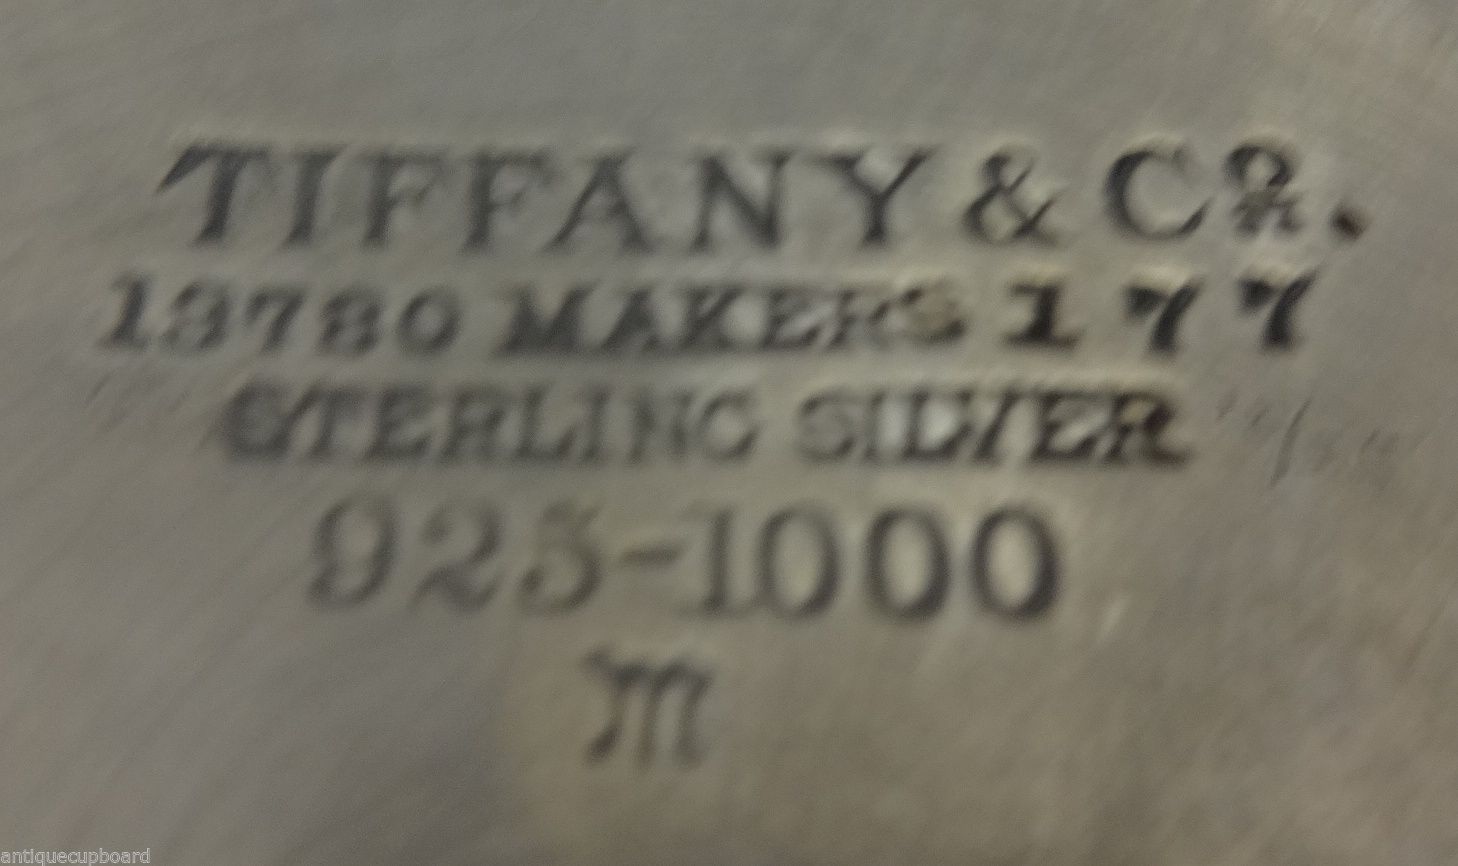 TIFFANY & Co.
13780 MAKERS 177
STERLING SILVER
925-1000
m
antiquecupboard